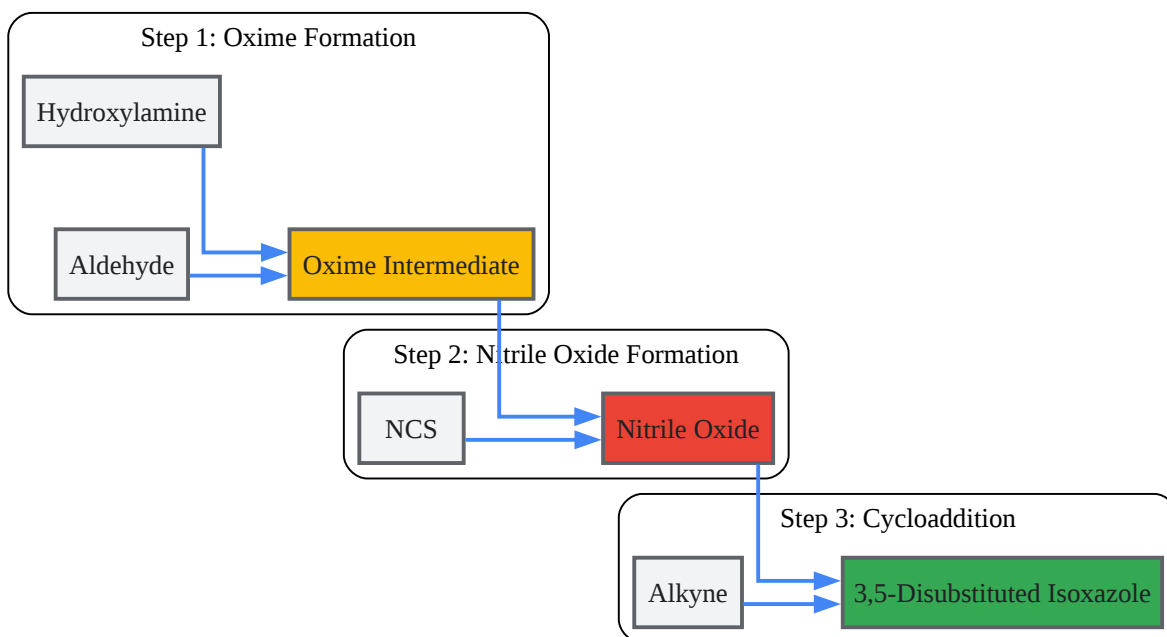 Step 1: Oxime Formation
Hydroxylamine
Aldehyde
Oxime Intermediate
Step 2: Nitrile Oxide Formation
NCS
Nitrile Oxide
Step 3: Cycloaddition
Alkyne
3,5-Disubstituted Isoxazole